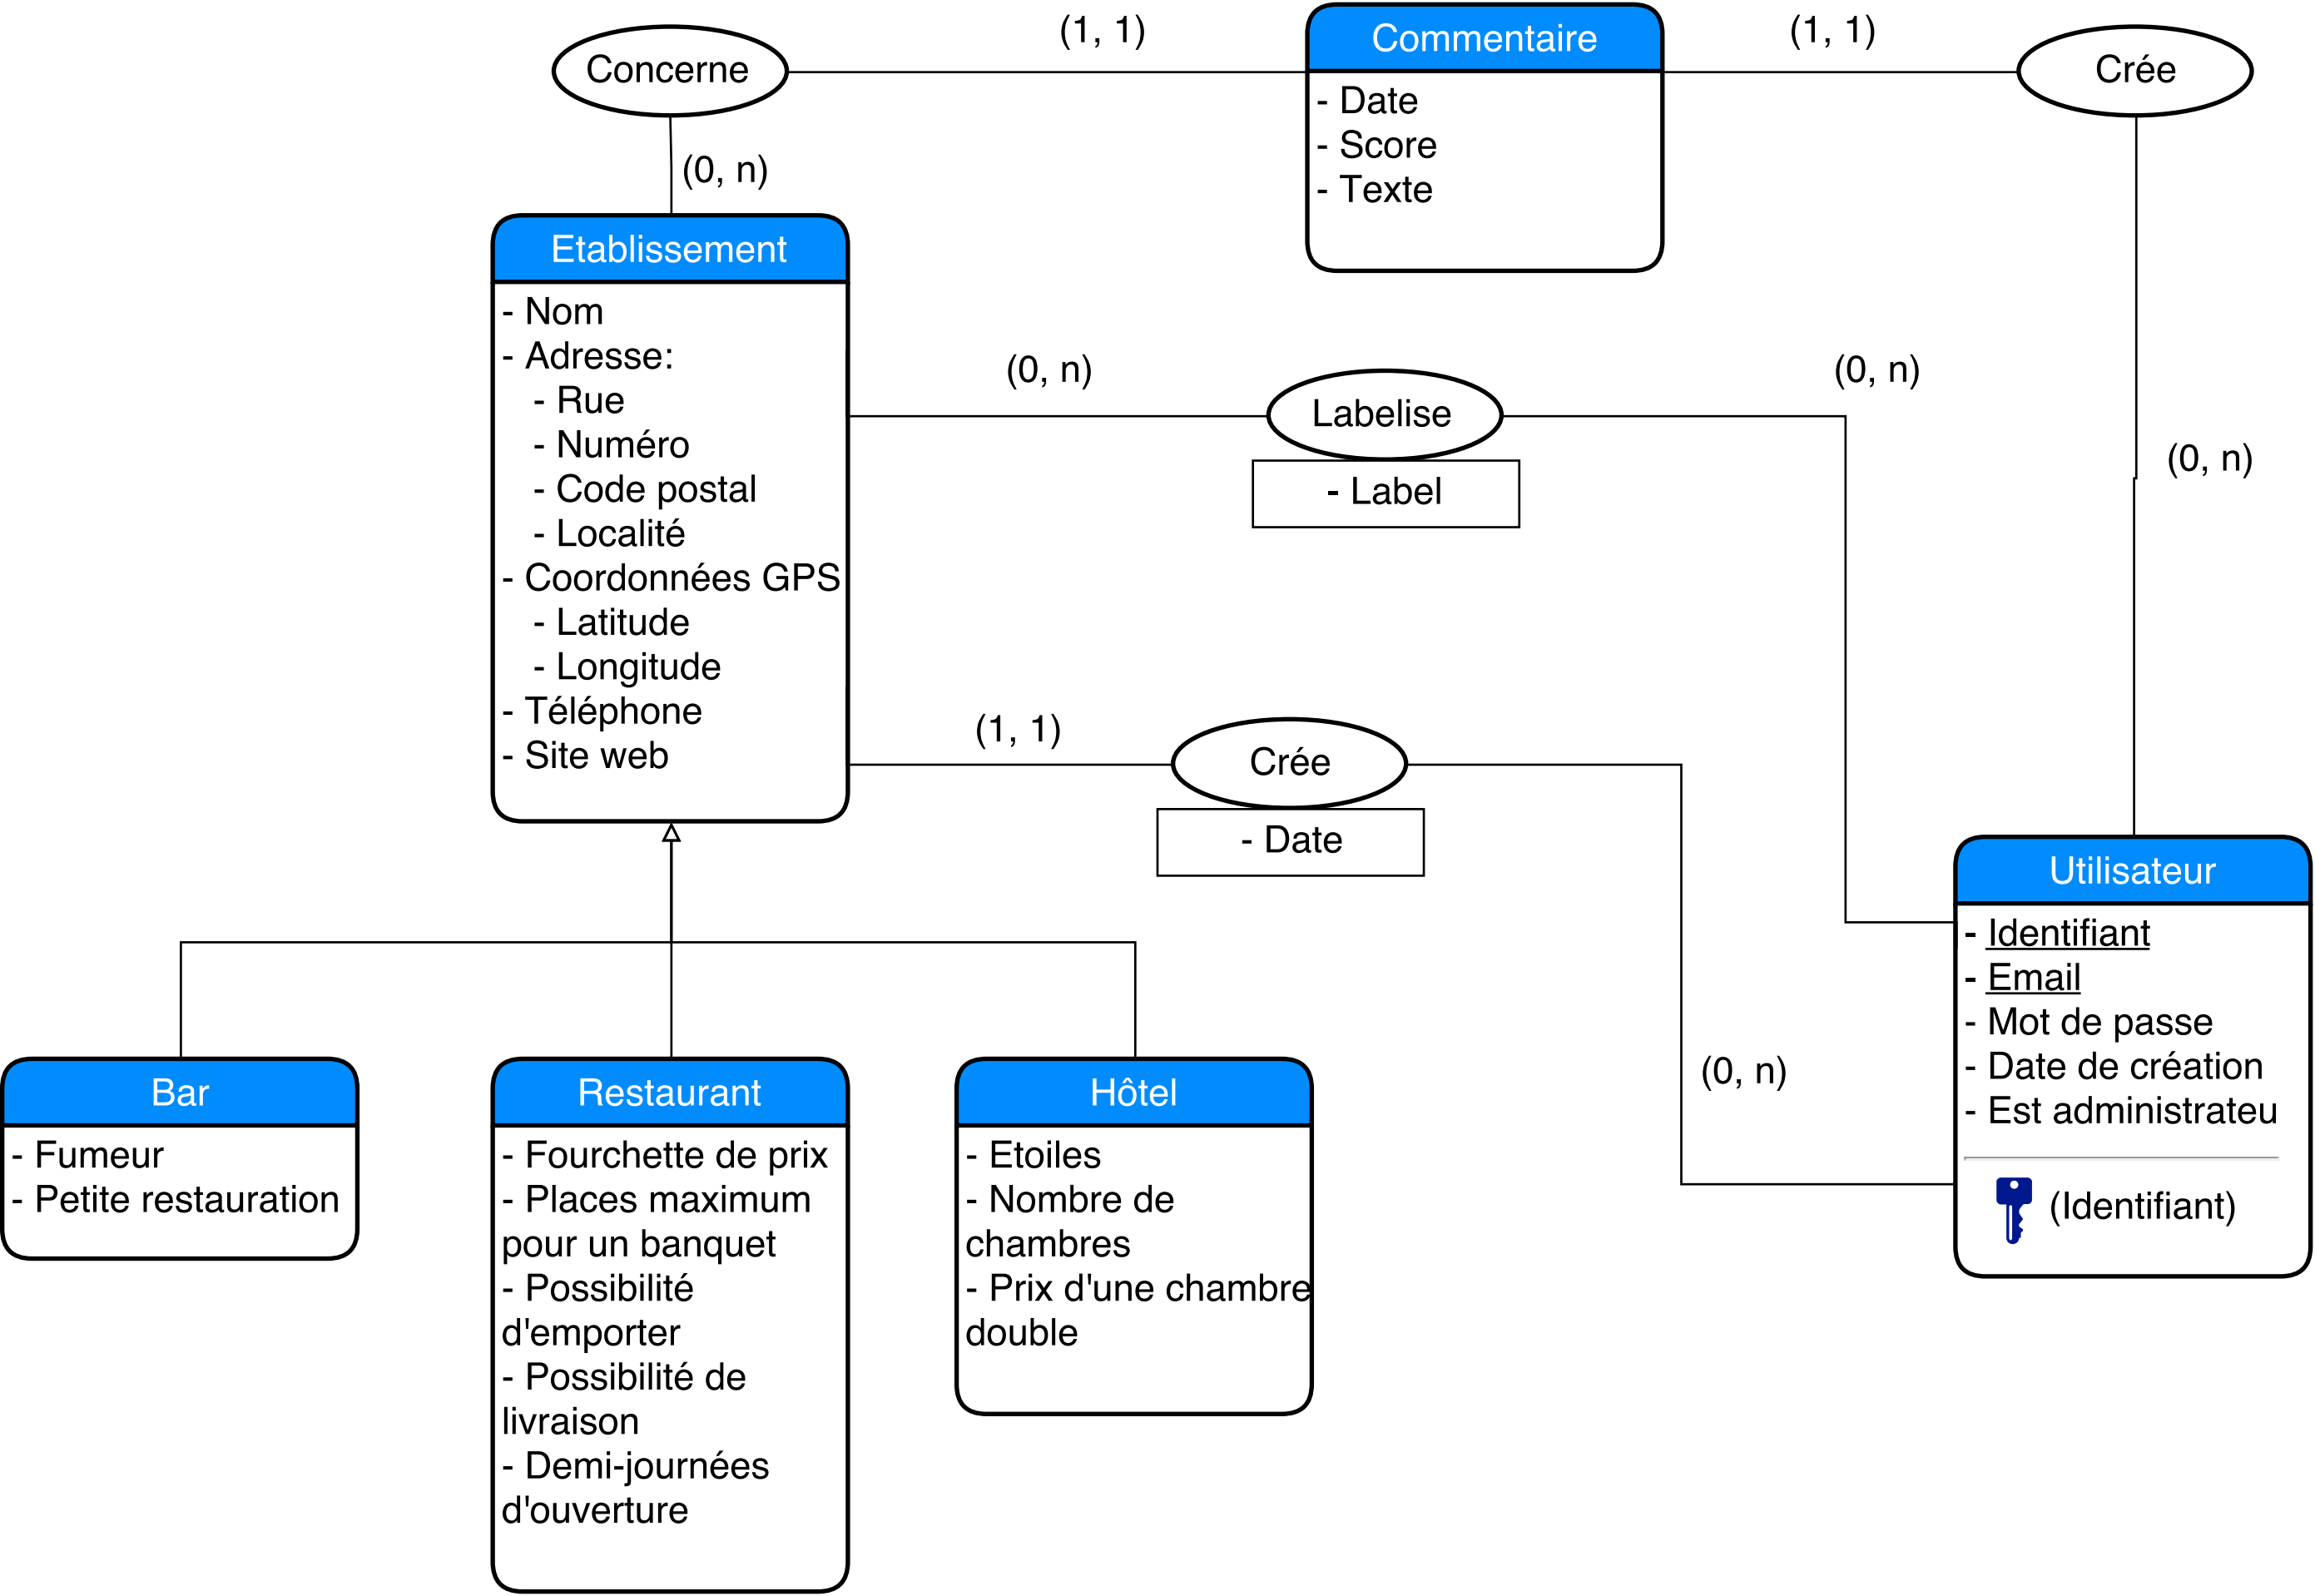 Concerne
(1, 1)
Commentaire
(1, 1)
Crée
- Date
- Score
- Texte
(0, n)
Etablissement
- Nom
- Adresse:
- Rue
- Numéro
- Code postal
- Localité
- Coordonnées GPS
- Latitude
- Longitude
- Téléphone
- Site web
(0, n)
Labelise
(0, n)
- Label
(0, n)
(1, 1)
Crée
- Date
(0, n)
Utilisateur
- Identifiant
- Email
- Mot de passe
- Date de création
- Est administrateu
(Identifiant)
Bar
- Fumeur
- Petite restauration
Restaurant
- Fourchette de prix
- Places maximum
pour un banquet
- Possibilité
d'emporter
- Possibilité de
livraison
- Demi-journées
d'ouverture
Hôtel
- Etoiles
- Nombre de
chambres
- Prix d'une chambre
double